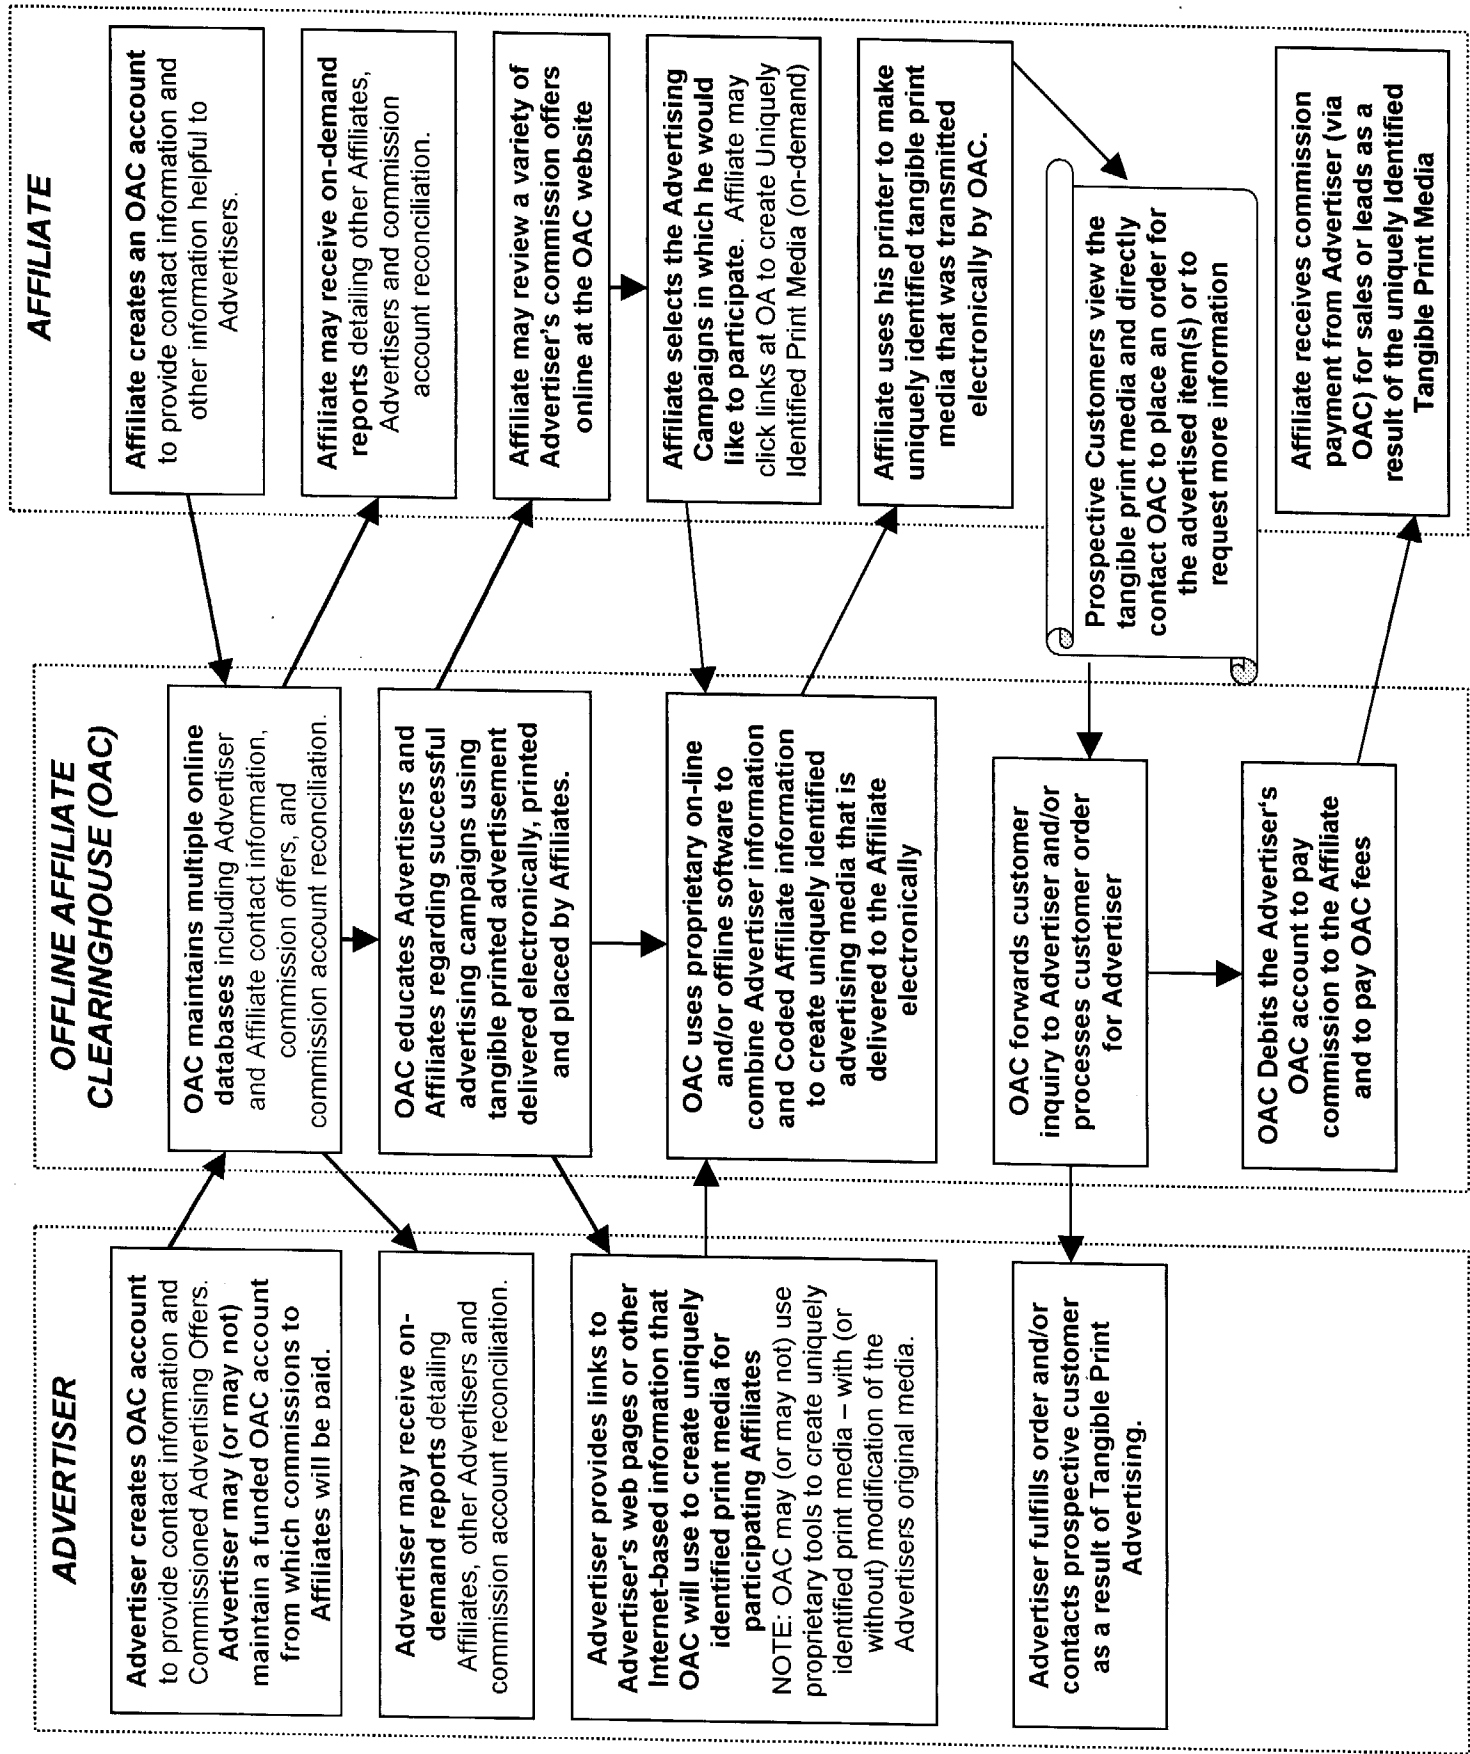 ADVERTISER
Advertiser creates OAC account
to provide contact information and
Commissioned Advertising Offers.
Advertiser may (or may not)
maintain a funded OAC account
from which commissions to
Affiliates will be paid.
Advertiser may receive on-
demand reports detailing
Affiliates, other Advertisers and
commission account reconciliation.
Advertiser provides links to
Advertiser's web pages or other
Internet-based information that
OAC will use to create uniquely
identified print media for
participating Affiliates
NOTE: OAC may (or may not) use
proprietary tools to create uniquely
identified print media – with (or
without) modification of the
Advertisers original media.
Advertiser fulfills order and/or
contacts prospective customer
as a result of Tangible Print
Advertising.
OFFLINE AFFILIATE
CLEARINGHOUSE (OAC)
OAC maintains multiple online
databases including Advertiser
and Affiliate contact information,
commission offers, and
commission account reconciliation.
OAC educates Advertisers and
Affiliates regarding successful
advertising campaigns using
tangible printed advertisement
delivered electronically, printed
and placed by Affiliates.
OAC uses proprietary on-line
and/or offline software to
combine Advertiser information
and Coded Affiliate information
to create uniquely identified
advertising media that is
delivered to the Affiliate
electronically
OAC forwards customer
inquiry to Advertiser and/or
processes customer order
for Advertiser
OAC Debits the Advertiser's
OAC account to pay
commission to the Affiliate
and to pay OAC fees
AFFILIATE
Affiliate creates an OAC account
to provide contact information and
other information helpful to
Advertisers.
Affiliate may receive on-demand
reports detailing other Affiliates,
Advertisers and commission
account reconciliation.
Affiliate may review a variety of
Advertiser's commission offers
online at the OAC website
Affiliate selects the Advertising
Campaigns in which he would
like to participate. Affiliate may
click links at OA to create Uniquely
Identified Print Media (on-demand)
Affiliate uses his printer to make
uniquely identified tangible print
media that was transmitted
electronically by OAC.
Prospective Customers view the
tangible print media and directly
contact OAC to place an order for
the advertised item(s) or to
request more information
Affiliate receives commission
payment from Advertiser (via
OAC) for sales or leads as a
result of the uniquely Identified
Tangible Print Media